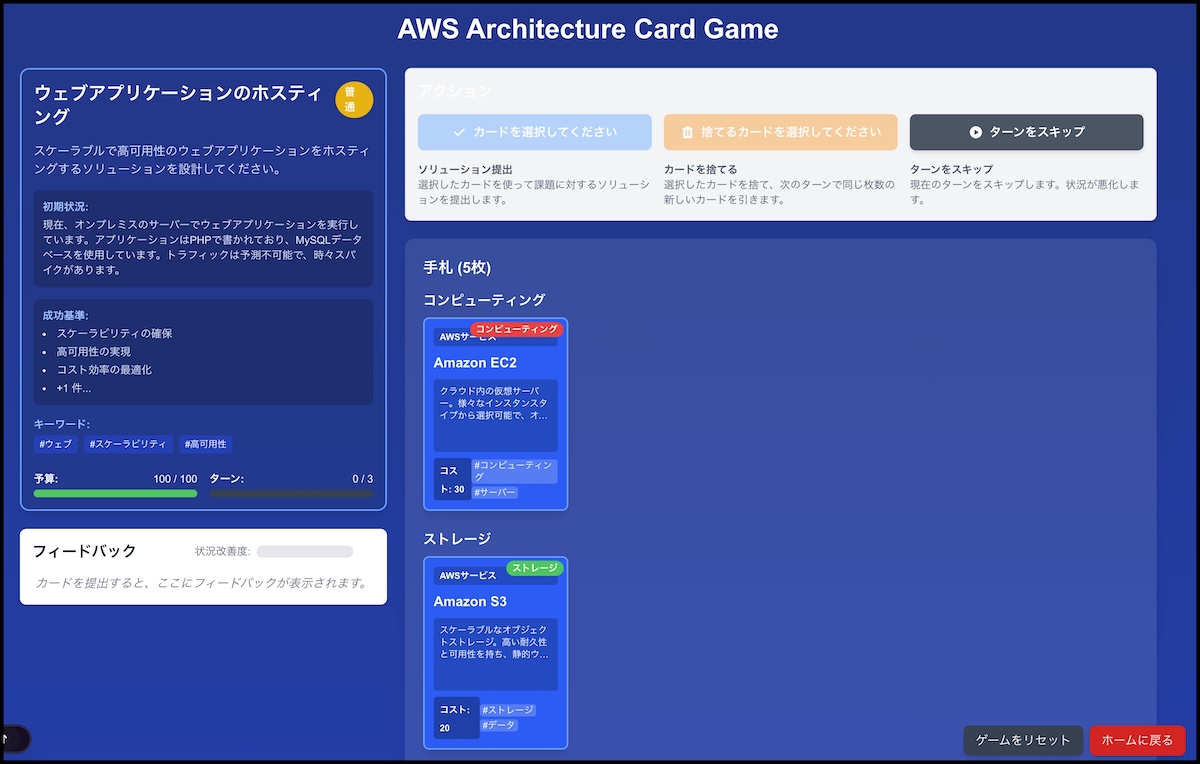 AWS Architecture Card Game
ウェブアプリケーションのホスティ
ング
普
通
スケーラブルで高可用性のウェブアプリケーションをホスティ
ングするソリューションを設計してください。
初期状況:
現在、オンプレミスのサーバーでウェブアプリケーションを実行し
ています。アプリケーションはPHPで書かれており、MySQLデータ
ベースを使用しています。トラフィックは予測不可能で、時々スパ
イクがあります。
成功基準:
• スケーラビリティの確保
• 高可用性の実現
• コスト効率の最適化
• +1 件...
キーワード:
#ウェブ #スケーラビリティ #高可用性
予算: 100 / 100 ターン: 0 / 3
フィードバック 状況改善度:
カードを提出すると、ここにフィードバックが表示されます。
アクション
カードを選択してください
捨てるカードを選択してください
ターンをスキップ
ソリューション提出
選択したカードを使って課題に対するソリューシ
ョンを提出します。
カードを捨てる
選択したカードを捨て、次のターンで同じ枚数の
新しいカードを引きます。
ターンをスキップ
現在のターンをスキップします。状況が悪化しま
す。
手札 (5枚)
コンピューティング
コンピューティング
AWSサービス
Amazon EC2
クラウド内の仮想サーバ
ー。様々なインスタンスタ
イプから選択可能で、オ...
コス
ト: 30
#コンピューティン
グ
#サーバー
ストレージ
ストレージ
AWSサービス
Amazon S3
スケーラブルなオブジェク
トストレージ。高い耐久性
と可用性を持ち、静的ウ...
コスト:
20
#ストレージ
#データ
ゲームをリセット
ホームに戻る